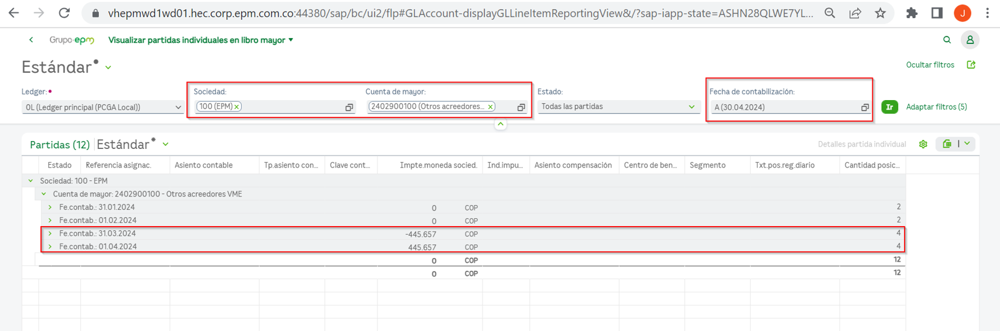 vhepmwd1wd01.hec.corp.epm.com.co:44380/sap/bc/ui2/flp#GLAccount-displayGLLineItemReportingView&/?sap-iapp-state=ASHN28QLWE7YL...
J
Grupo·epm Visualizar partidas individuales en libro mayor
Estándar*
Ocultar filtros
Ledger:* Sociedad: Cuenta de mayor: Estado: Fecha de contabilización:
0L (Ledger principal (PCGA Local)) 100 (EPM) × 2402900100 (Otros acreedores... × Todas las partidas A (30.04.2024) Ir Adaptar filtros (5)
Partidas (12) Estándar* Detalles partida individual
Estado Referencia asignac. Asiento contable Tp.asiento con... Clave cont... Impte.moneda socied. Ind.impu... Asiento compensación Centro de ben... Segmento Txt.pos.reg.diario Cantidad posic...
Sociedad: 100 - EPM
Cuenta de mayor: 2402900100 - Otros acreedores VME
Fe.contab.: 31.01.2024 0 COP 2
Fe.contab.: 01.02.2024 0 COP 2
Fe.contab.: 31.03.2024 -445.657 COP 4
Fe.contab.: 01.04.2024 445.657 COP 4
0 COP 12
0 COP 12